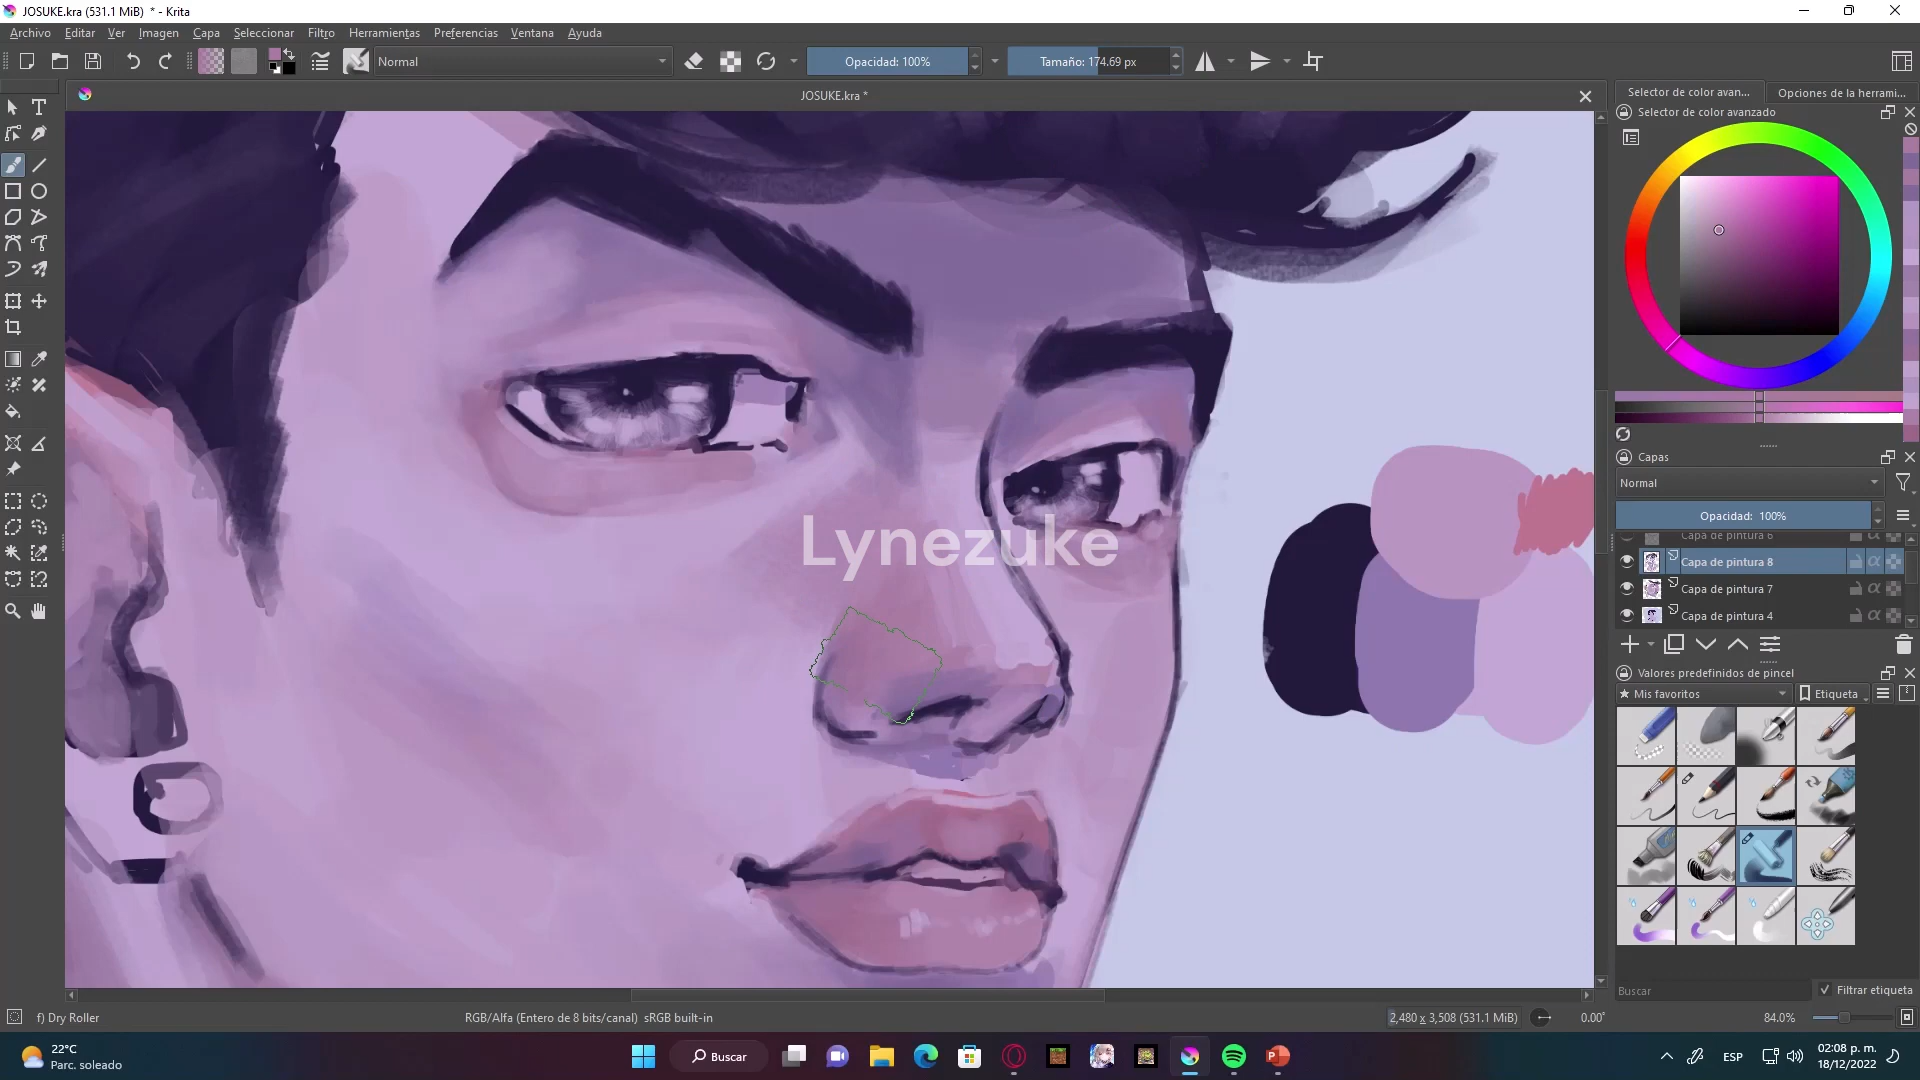 JOSUKE.kra (531.1 MiB) * - Krita
Archivo Editar Ver Imagen Capa Seleccionar Filtro Herramientas Preferencias Ventana Ayuda
Normal
Opacidad: 100%
Tamaño: 174.69 px
JOSUKE.kra *
Selector de color avan...
Opciones de la herrami...
Selector de color avanzado
Lynezuke
Capas
Normal
Opacidad: 100%
Capa de pintura 6
Capa de pintura 8
Capa de pintura 7
Capa de pintura 4
Valores predefinidos de pincel
Mis favoritos
Etiqueta
Buscar
Filtrar etiqueta
f) Dry Roller
RGB/Alfa (Entero de 8 bits/canal) sRGB built-in
2,480 x 3,508 (531.1 MiB)
0.00°
84.0%
22°C
Parc. soleado
Buscar
ESP
02:08 p. m.
18/12/2022